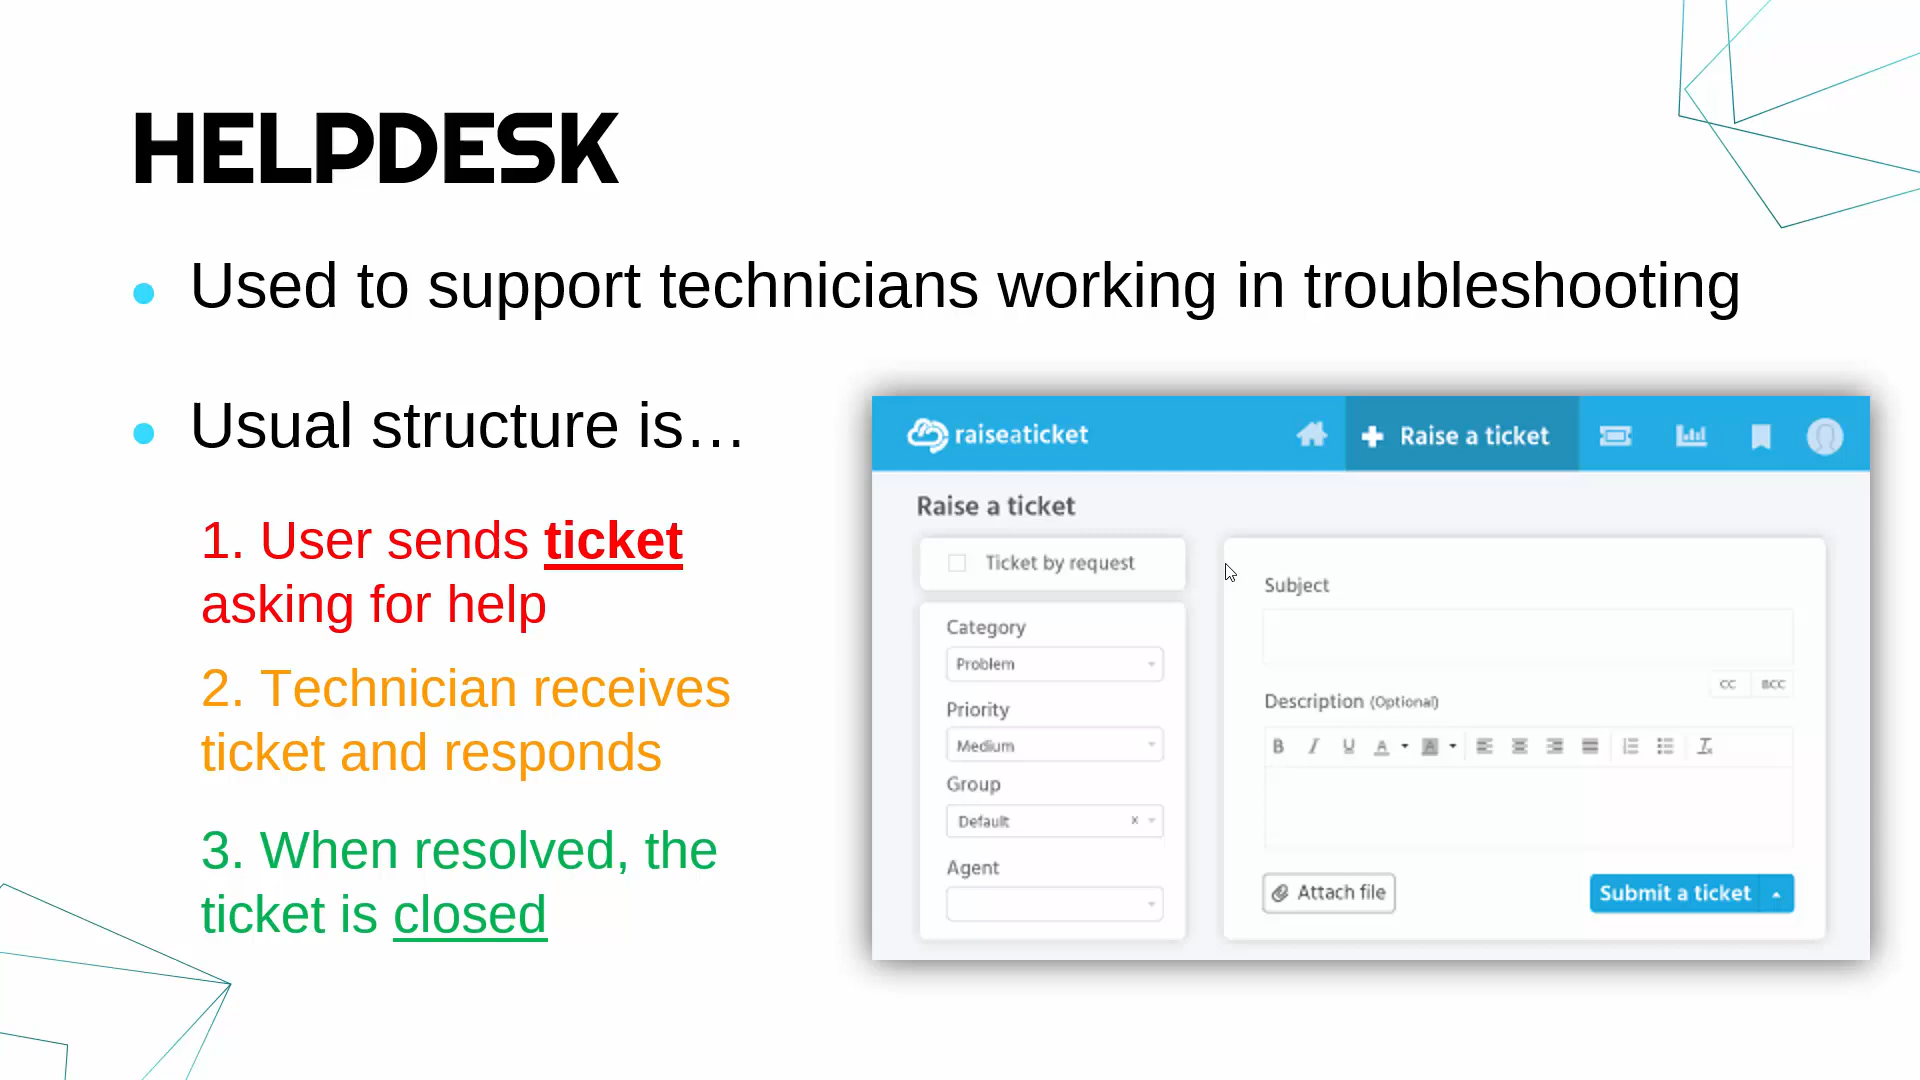 HELPDESK
Used to support technicians working in troubleshooting
Usual structure is…
1. User sends ticket
asking for help
2. Technician receives
ticket and responds
3. When resolved, the
ticket is closed
raiseaticket
Raise a ticket
Raise a ticket
Ticket by request
Category
Problem
Priority
Medium
Group
Default x
Agent
Subject
CC BCC
Description (Optional)
B I U A A
Attach file
Submit a ticket